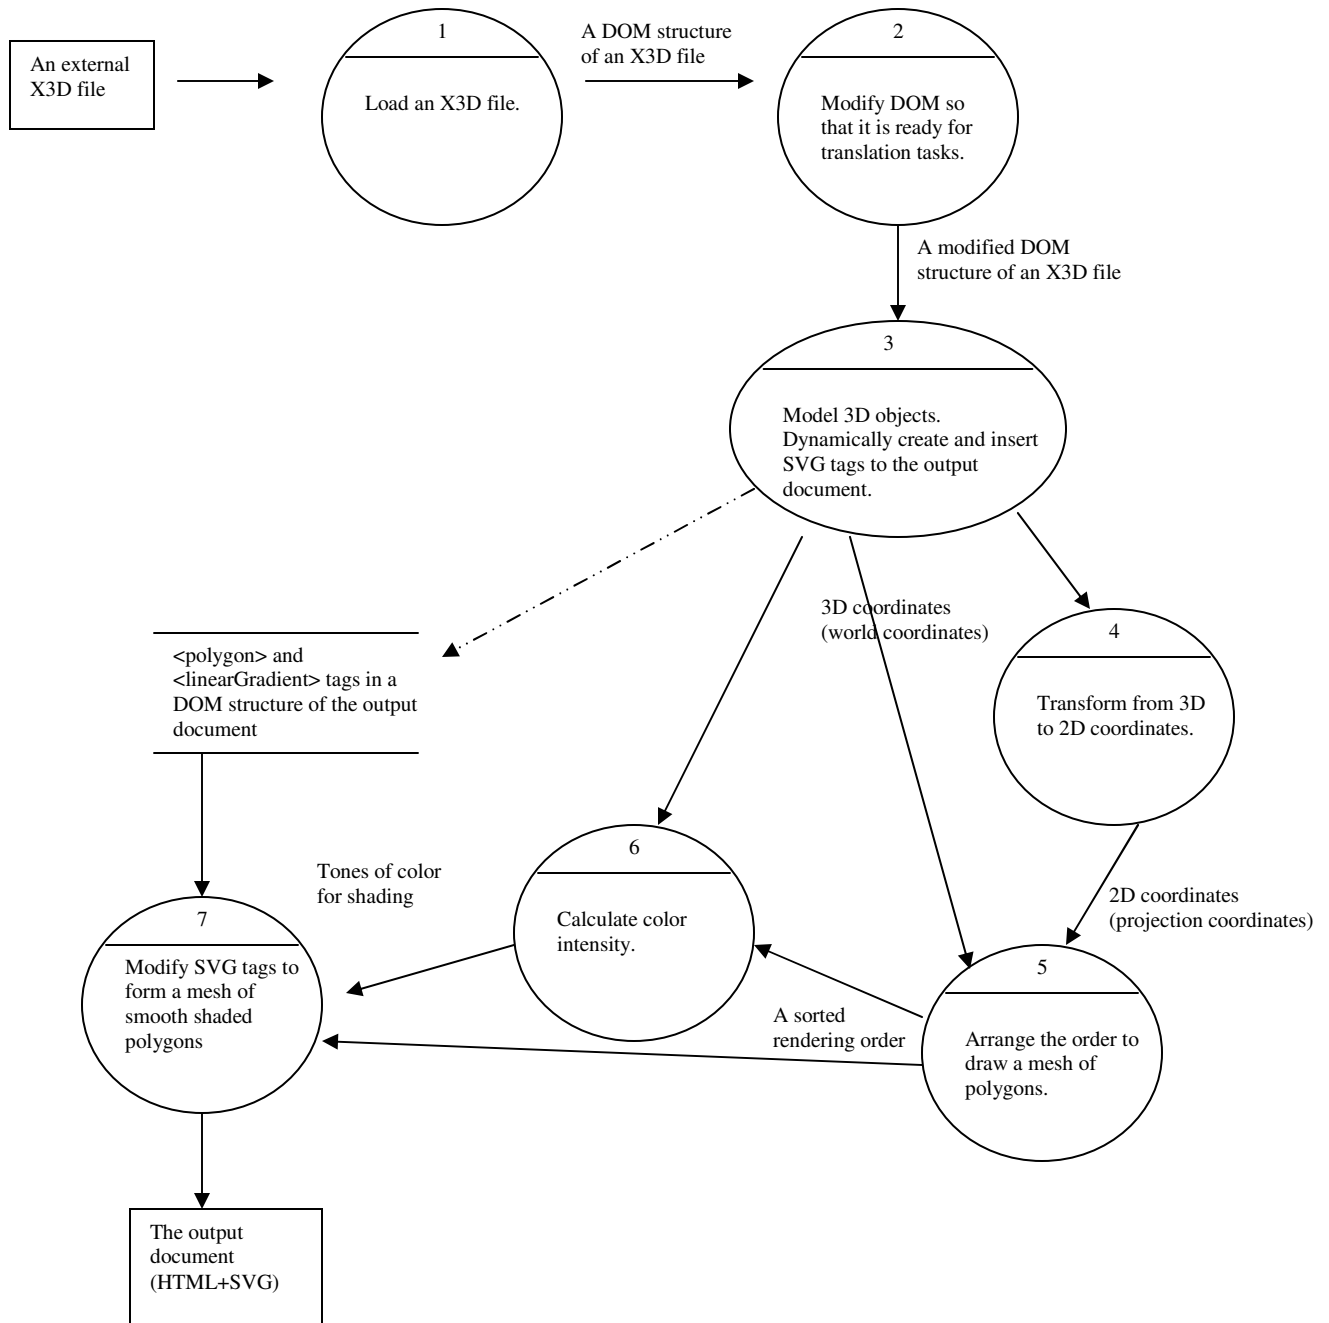 An external
X3D file
1
Load an X3D file.
A DOM structure
of an X3D file
2
Modify DOM so
that it is ready for
translation tasks.
A modified DOM
structure of an X3D file
3
Model 3D objects.
Dynamically create and insert
SVG tags to the output
document.
3D coordinates
(world coordinates)
4
Transform from 3D
to 2D coordinates.
<polygon> and
<linearGradient> tags in a
DOM structure of the output
document
2D coordinates
(projection coordinates)
5
Arrange the order to
draw a mesh of
polygons.
A sorted
rendering order
6
Calculate color
intensity.
Tones of color
for shading
7
Modify SVG tags to
form a mesh of
smooth shaded
polygons
The output
document
(HTML+SVG)